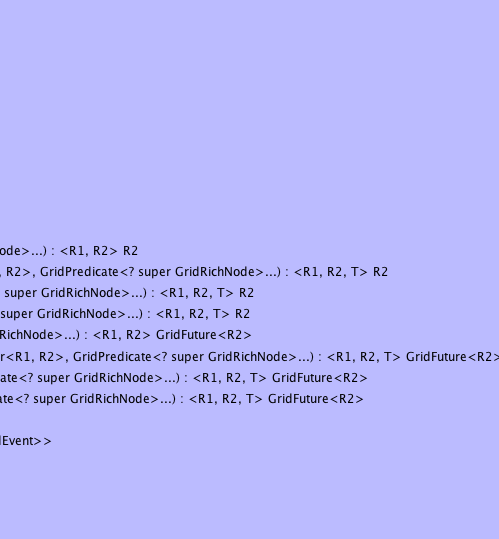 ode>...) : <R1, R2> R2
, R2>, GridPredicate<? super GridRichNode>...) : <R1, R2, T> R2
super GridRichNode>...) : <R1, R2, T> R2
super GridRichNode>...) : <R1, R2, T> R2
RichNode>...) : <R1, R2> GridFuture<R2>
r<R1, R2>, GridPredicate<? super GridRichNode>...) : <R1, R2, T> GridFuture<R2>
ate<? super GridRichNode>...) : <R1, R2, T> GridFuture<R2>
ate<? super GridRichNode>...) : <R1, R2, T> GridFuture<R2>
dEvent>>